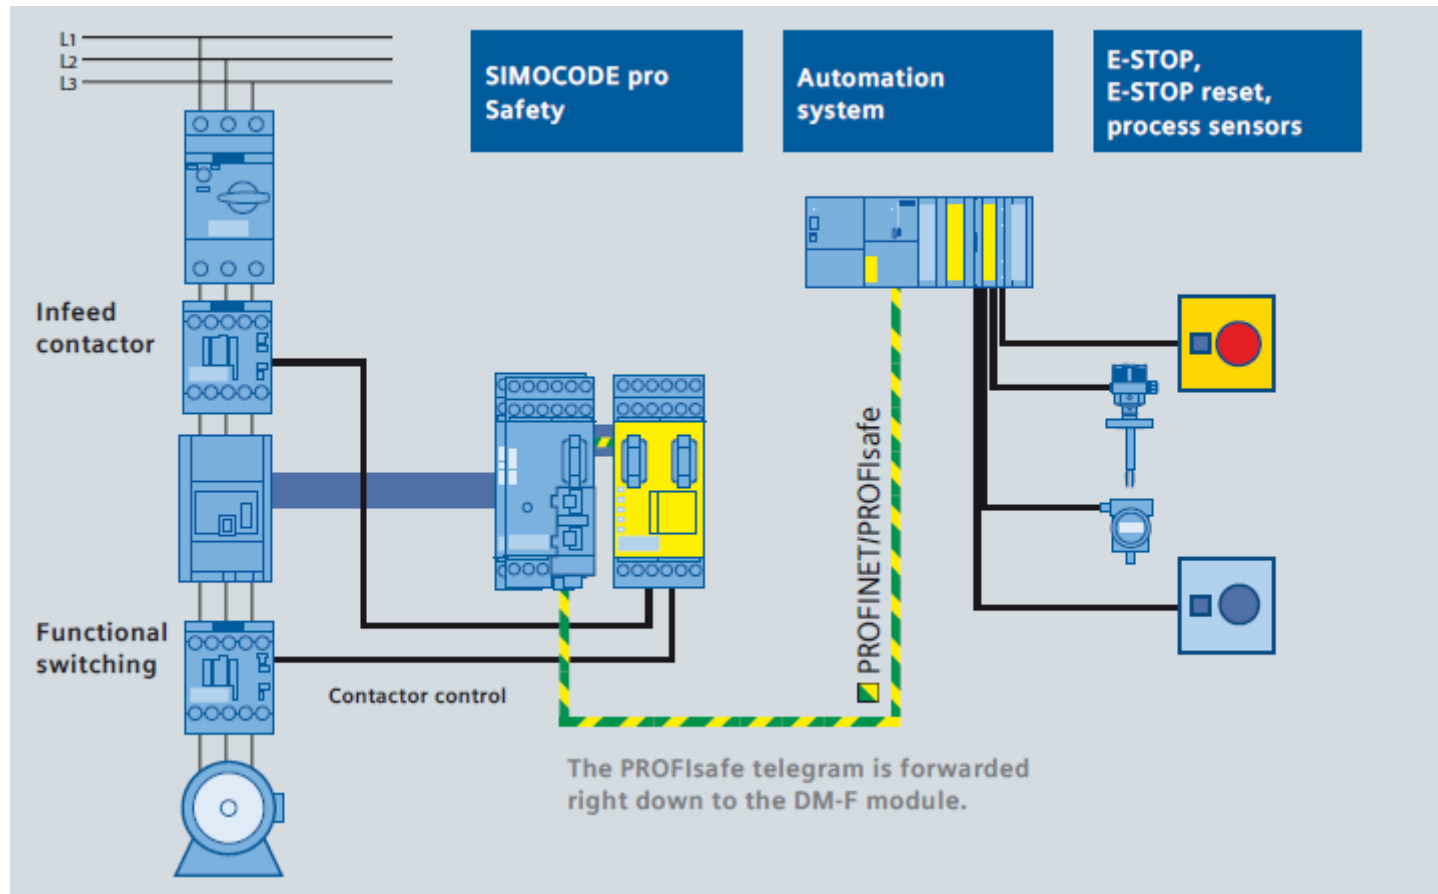 L1
L2
L3
SIMOCODE pro
Safety
Automation
system
E-STOP,
E-STOP reset,
process sensors
Infeed
contactor
PROFINET/PROFIsafe
Functional
switching
Contactor control
The PROFIsafe telegram is forwarded
right down to the DM-F module.